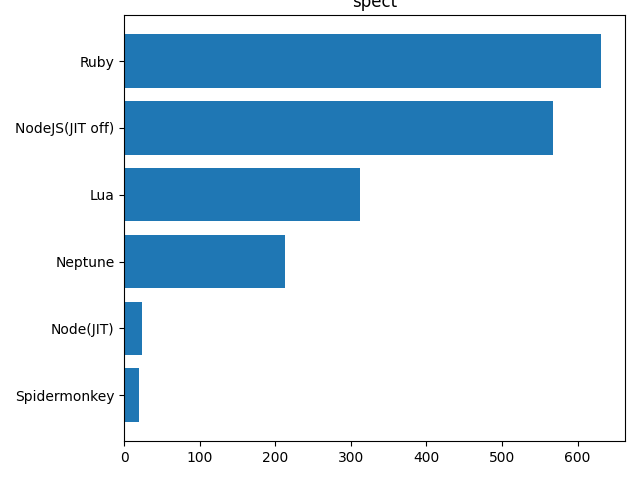 spect
Ruby
NodeJS(JIT off)
Lua
Neptune
Node(JIT)
Spidermonkey
0 100 200 300 400 500 600